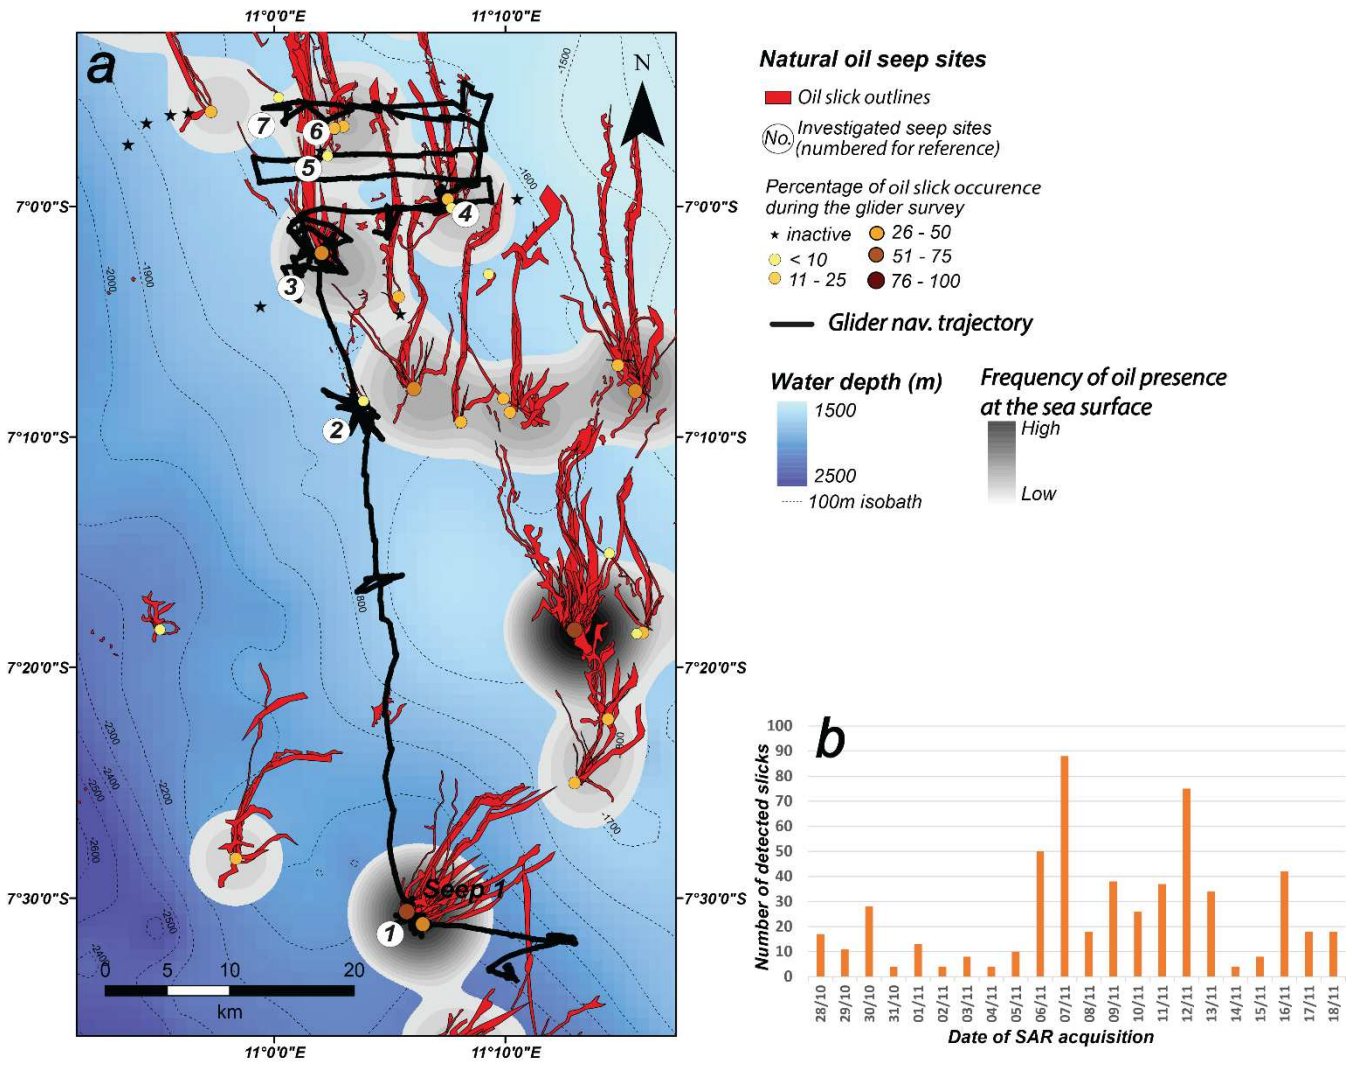 11°0'0"E
11°10'0"E
a
N
-1500
-2000
-1900
-1600
7
6
5
4
3
2
7°0'0"S
7°0'0"S
7°10'0"S
7°10'0"S
7°20'0"S
7°20'0"S
7°30'0"S
7°30'0"S
-2300
-2400
-2200
-2600
-2500
-1700
Seep 1
1
0
5
10
20
km
11°0'0"E
11°10'0"E
Natural oil seep sites
Oil slick outlines
No. Investigated seep sites
(numbered for reference)
Percentage of oil slick occurence
during the glider survey
inactive
< 10
11 - 25
26 - 50
51 - 75
76 - 100
Glider nav. trajectory
Water depth (m)
1500
2500
100m isobath
Frequency of oil presence
at the sea surface
High
Low
b
Number of detected slicks
100
90
80
70
60
50
40
30
20
10
0
28/10
29/10
30/10
31/10
01/11
02/11
03/11
04/11
05/11
06/11
07/11
08/11
09/11
10/11
11/11
12/11
13/11
14/11
15/11
16/11
17/11
18/11
Date of SAR acquisition